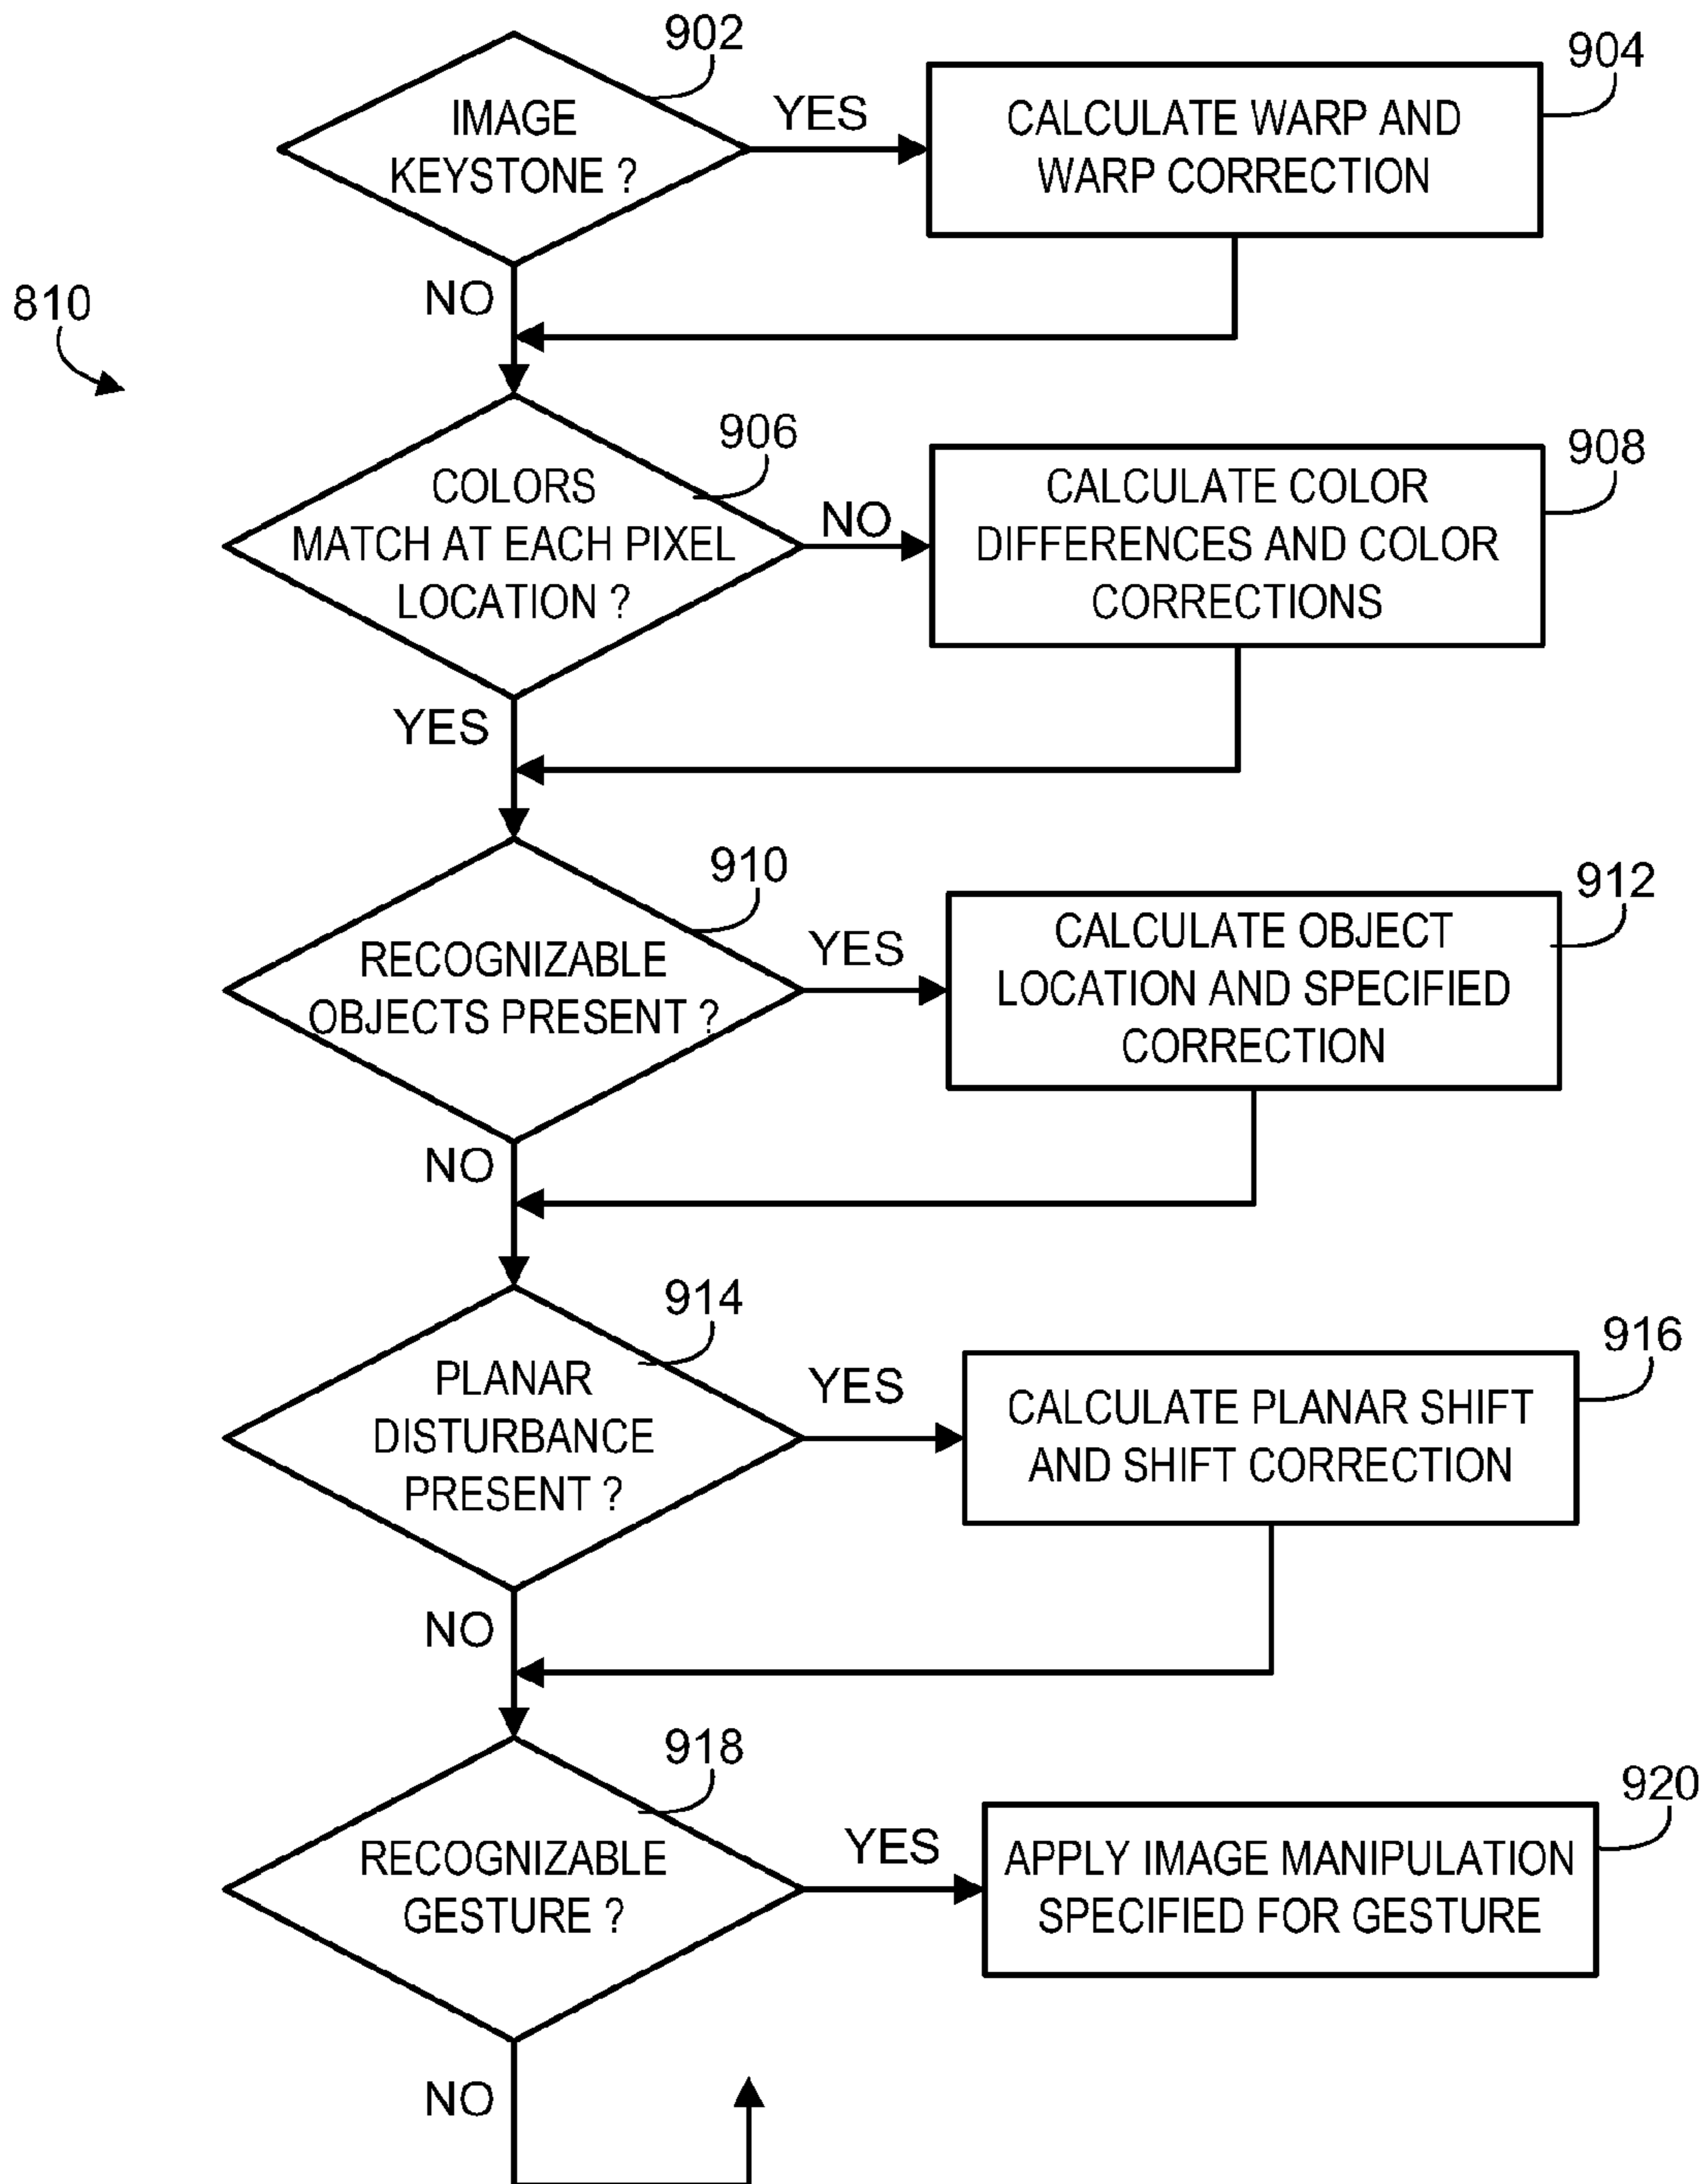 902
IMAGE
KEYSTONE ?
YES
904
CALCULATE WARP AND
WARP CORRECTION
NO
810
906
COLORS
MATCH AT EACH PIXEL
LOCATION ?
NO
908
CALCULATE COLOR
DIFFERENCES AND COLOR
CORRECTIONS
YES
910
RECOGNIZABLE
OBJECTS PRESENT ?
YES
912
CALCULATE OBJECT
LOCATION AND SPECIFIED
CORRECTION
NO
914
PLANAR
DISTURBANCE
PRESENT ?
YES
916
CALCULATE PLANAR SHIFT
AND SHIFT CORRECTION
NO
918
RECOGNIZABLE
GESTURE ?
YES
920
APPLY IMAGE MANIPULATION
SPECIFIED FOR GESTURE
NO